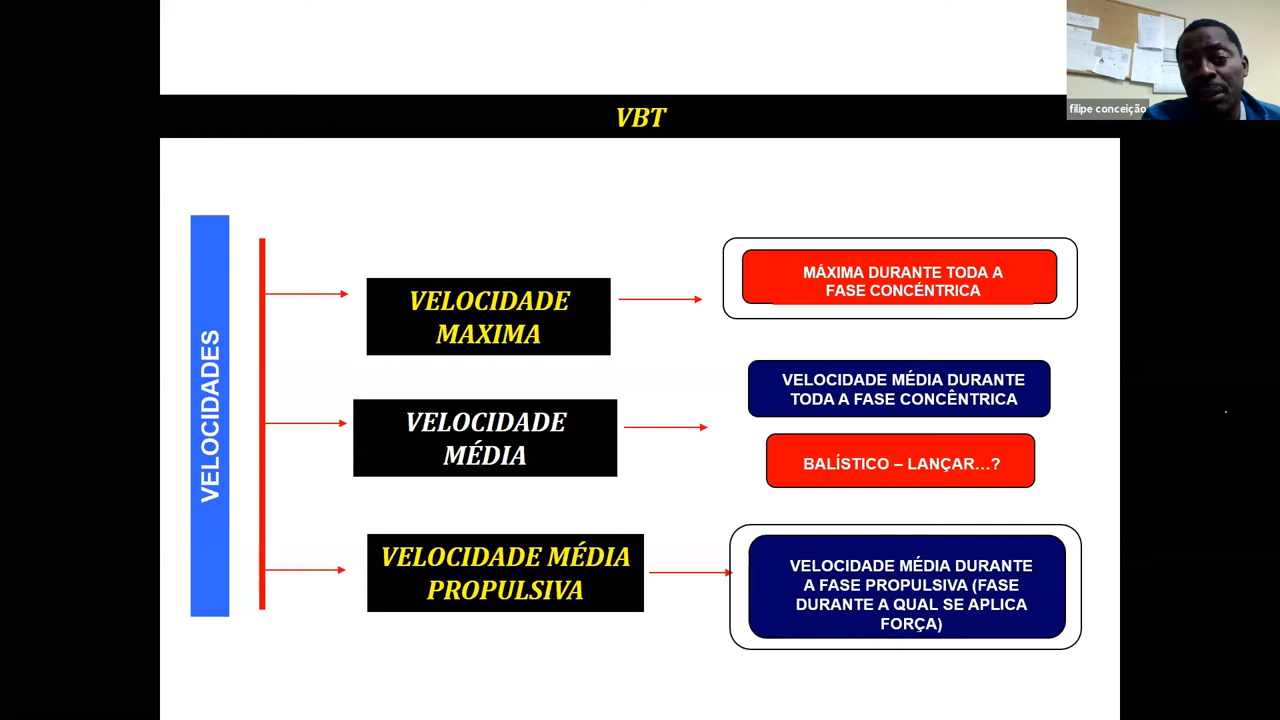 VBT
filipe conceição
VELOCIDADES
VELOCIDADE
MAXIMA
MÁXIMA DURANTE TODA A
FASE CONCÉNTRICA
VELOCIDADE
MÉDIA
VELOCIDADE MÉDIA DURANTE
TODA A FASE CONCÊNTRICA
BALÍSTICO – LANÇAR...?
VELOCIDADE MÉDIA
PROPULSIVA
VELOCIDADE MÉDIA DURANTE
A FASE PROPULSIVA (FASE
DURANTE A QUAL SE APLICA
FORÇA)